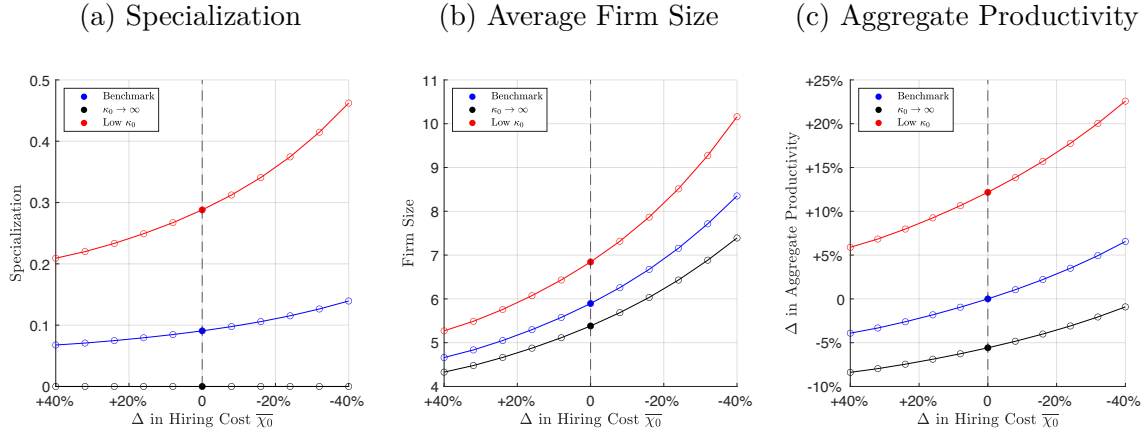 (a) Specialization
0.5
0.4
0.3
0.2
0.1
0
+40%
+20%
0
-20%
-40%
Specialization
Δ in Hiring Cost χ̅₀̅
Benchmark
κ₀ → ∞
Low κ₀
(b) Average Firm Size
11
10
9
8
7
6
5
4
+40%
+20%
0
-20%
-40%
Firm Size
Δ in Hiring Cost χ̅₀̅
Benchmark
κ₀ → ∞
Low κ₀
(c) Aggregate Productivity
+25%
+20%
+15%
+10%
+5%
0
-5%
-10%
+40%
+20%
0
-20%
-40%
Δ in Aggregate Productivity
Δ in Hiring Cost χ̅₀̅
Benchmark
κ₀ → ∞
Low κ₀